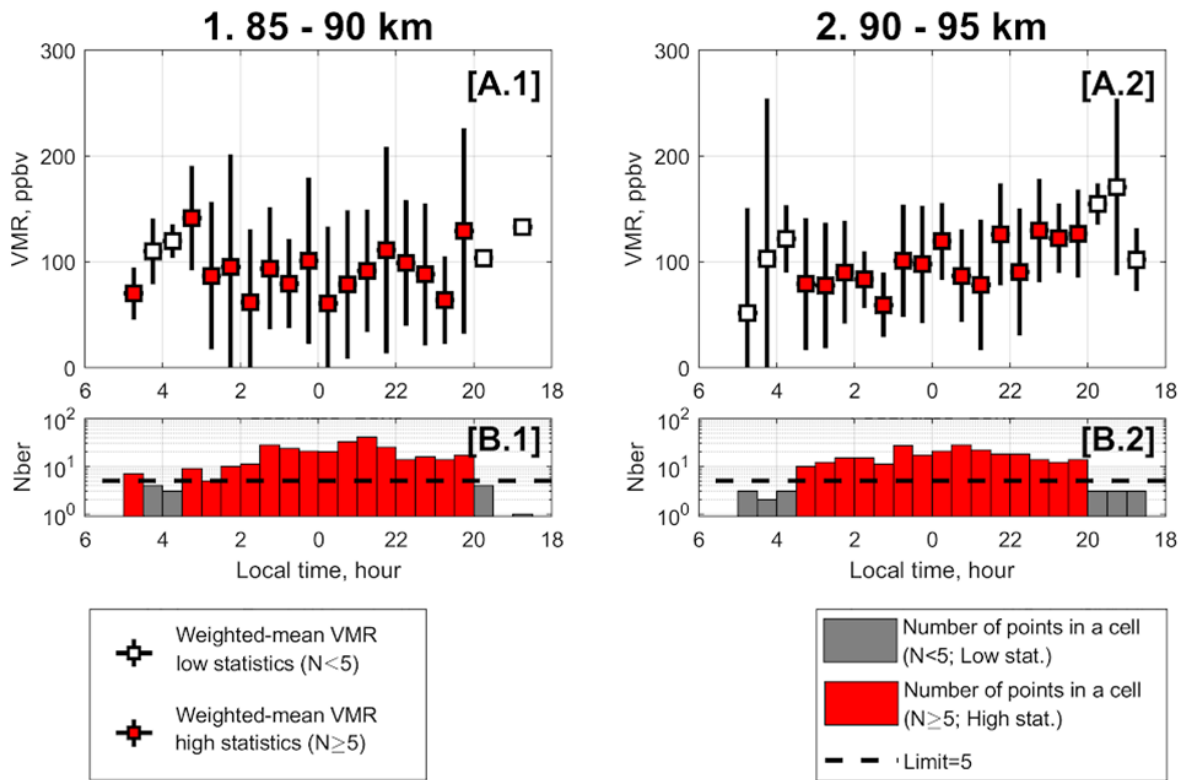 1. 85 - 90 km
2. 90 - 95 km
300
200
100
0
VMR, ppbv
[A.1]
6 4 2 0 22 20 18
300
200
100
0
VMR, ppbv
[A.2]
6 4 2 0 22 20 18
10²
10¹
10⁰
Nber
[B.1]
6 4 2 0 22 20 18
Local time, hour
10²
10¹
10⁰
Nber
[B.2]
6 4 2 0 22 20 18
Local time, hour
Weighted-mean VMR
low statistics (N<5)
Weighted-mean VMR
high statistics (N≥5)
Number of points in a cell
(N<5; Low stat.)
Number of points in a cell
(N≥5; High stat.)
Limit=5